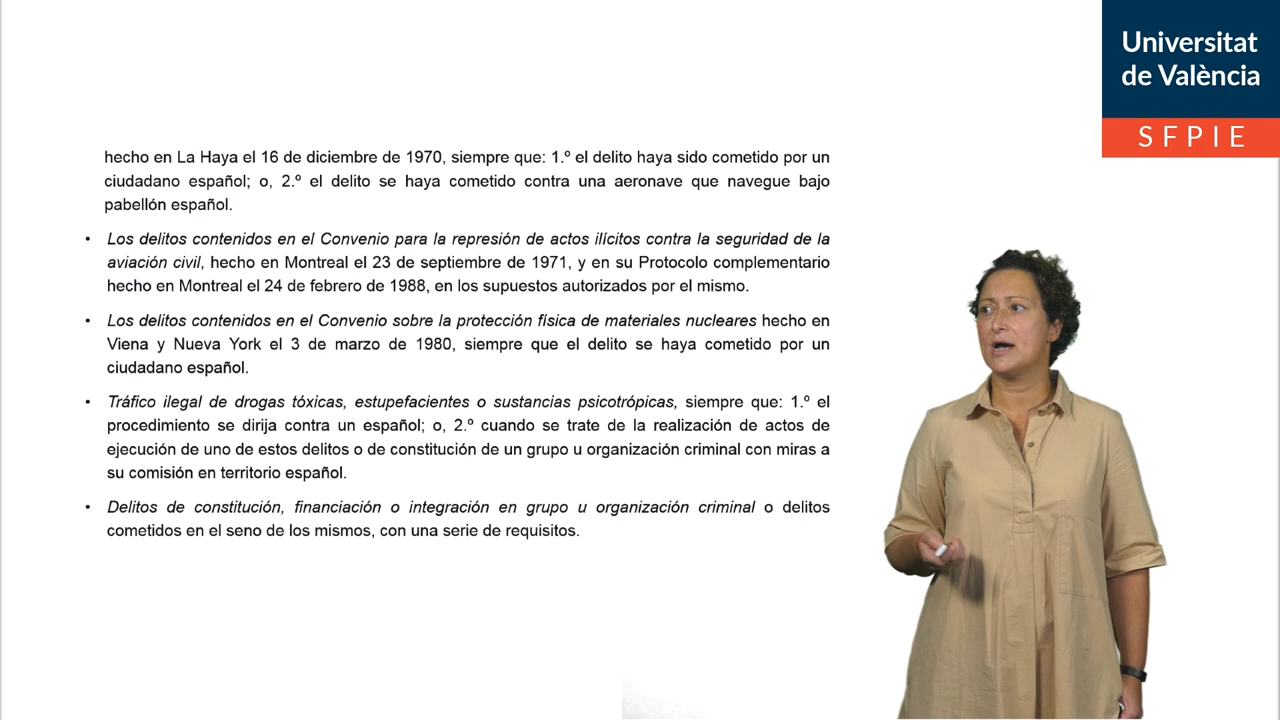 Universitat
de València
SFPIE
hecho en La Haya el 16 de diciembre de 1970, siempre que: 1.º el delito haya sido cometido por un
ciudadano español; o, 2.º el delito se haya cometido contra una aeronave que navegue bajo
pabellón español.
• Los delitos contenidos en el Convenio para la represión de actos ilícitos contra la seguridad de la
aviación civil, hecho en Montreal el 23 de septiembre de 1971, y en su Protocolo complementario
hecho en Montreal el 24 de febrero de 1988, en los supuestos autorizados por el mismo.
• Los delitos contenidos en el Convenio sobre la protección física de materiales nucleares hecho en
Viena y Nueva York el 3 de marzo de 1980, siempre que el delito se haya cometido por un
ciudadano español.
• Tráfico ilegal de drogas tóxicas, estupefacientes o sustancias psicotrópicas, siempre que: 1.º el
procedimiento se dirija contra un español; o, 2.º cuando se trate de la realización de actos de
ejecución de uno de estos delitos o de constitución de un grupo u organización criminal con miras a
su comisión en territorio español.
• Delitos de constitución, financiación o integración en grupo u organización criminal o delitos
cometidos en el seno de los mismos, con una serie de requisitos.